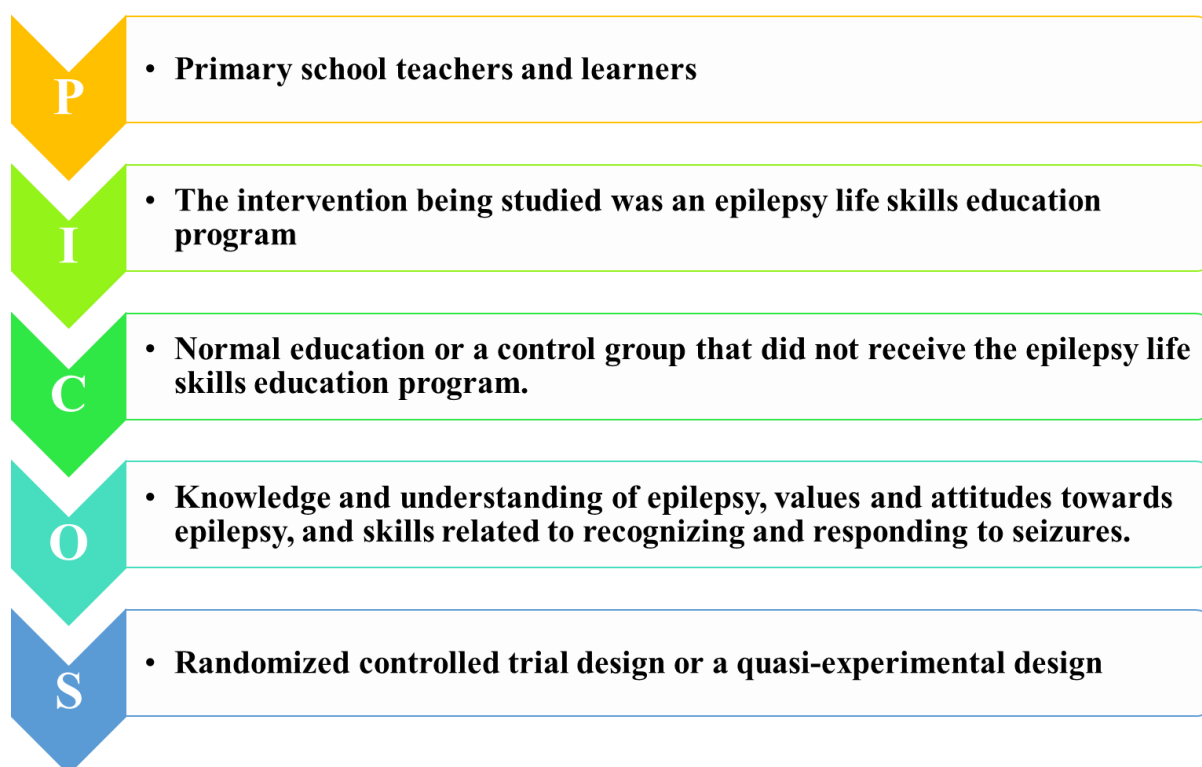 P
• Primary school teachers and learners
I
• The intervention being studied was an epilepsy life skills education
program
C
• Normal education or a control group that did not receive the epilepsy life
skills education program.
O
• Knowledge and understanding of epilepsy, values and attitudes towards
epilepsy, and skills related to recognizing and responding to seizures.
S
• Randomized controlled trial design or a quasi-experimental design